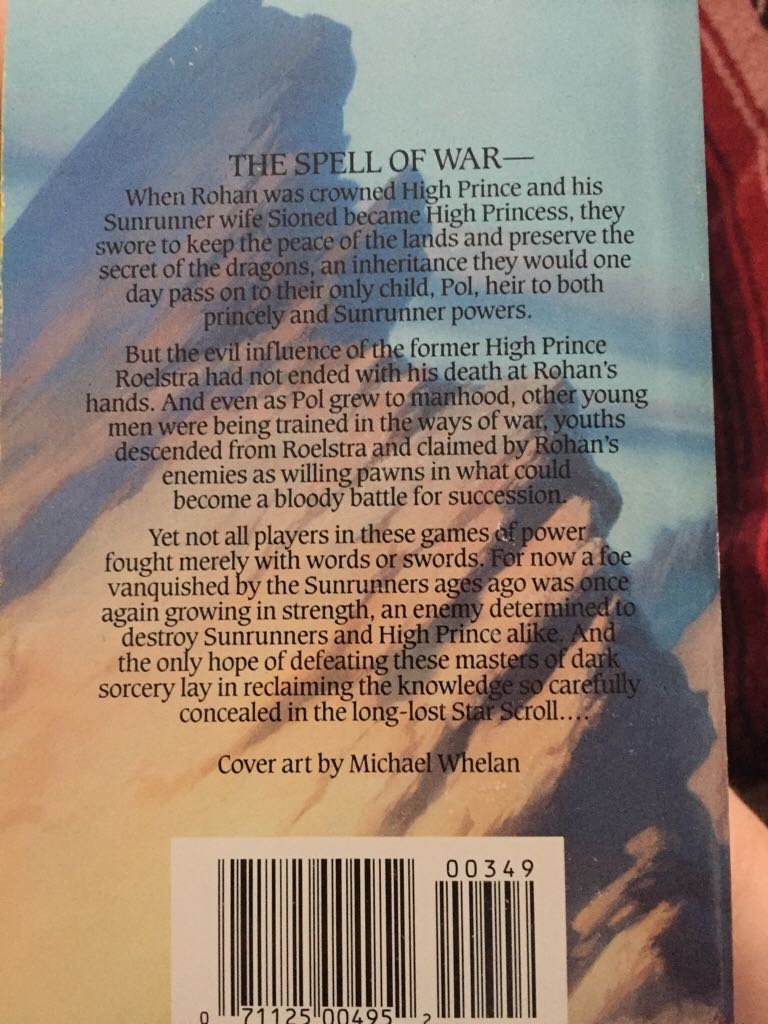 THE SPELL OF WAR—
When Rohan was crowned High Prince and his
Sunrunner wife Sioned became High Princess, they
swore to keep the peace of the lands and preserve the
secret of the dragons, an inheritance they would one
day pass on to their only child, Pol, heir to both
princely and Sunrunner powers.
But the evil influence of the former High Prince
Roelstra had not ended with his death at Rohan's
hands. And even as Pol grew to manhood, other young
men were being trained in the ways of war, youths
descended from Roelstra and claimed by Rohan's
enemies as willing pawns in what could
become a bloody battle for succession.
Yet not all players in these games of power
fought merely with words or swords. For now a foe
vanquished by the Sunrunners ages ago was once
again growing in strength, an enemy determined to
destroy Sunrunners and High Prince alike. And
the only hope of defeating these masters of dark
sorcery lay in reclaiming the knowledge so carefully
concealed in the long-lost Star Scroll....
Cover art by Michael Whelan
00349
0 71125 00495 2